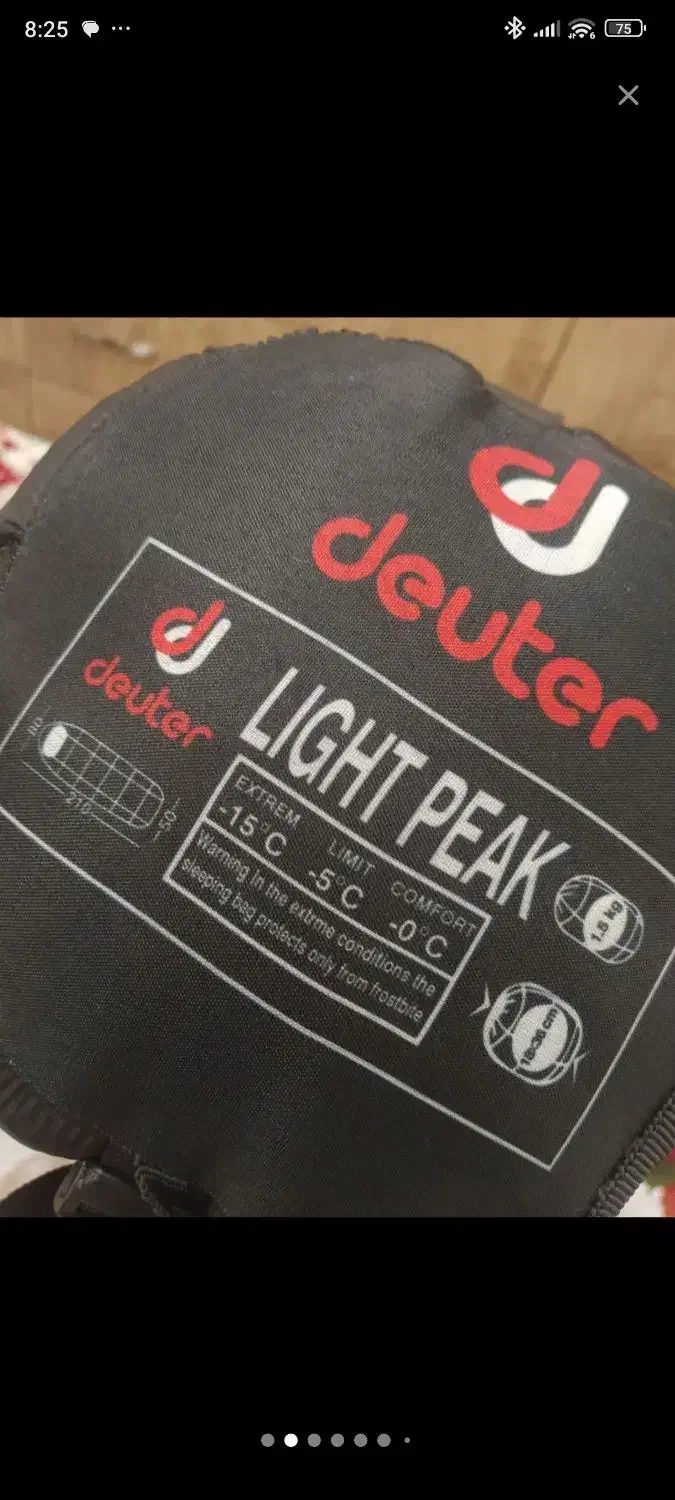 8:25
75
deuter
deuter
LIGHT PEAK
EXTREM LIMIT COMFORT
-15°C -5°C -0°C
Warning In the extrme conditions the
sleeping bag protects only from frostbite
210
1.5 kg